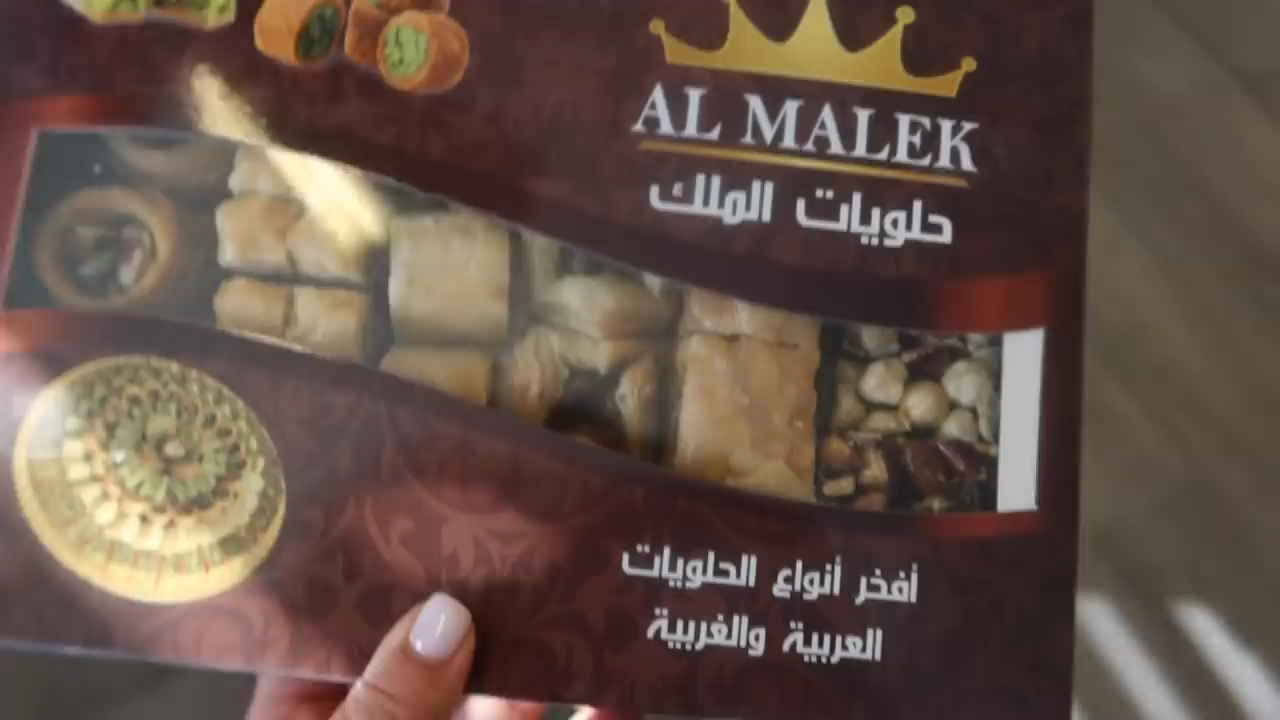 AL MALEK
حلويات الملك
أفخر أنواع الحلويات
العربية والغربية